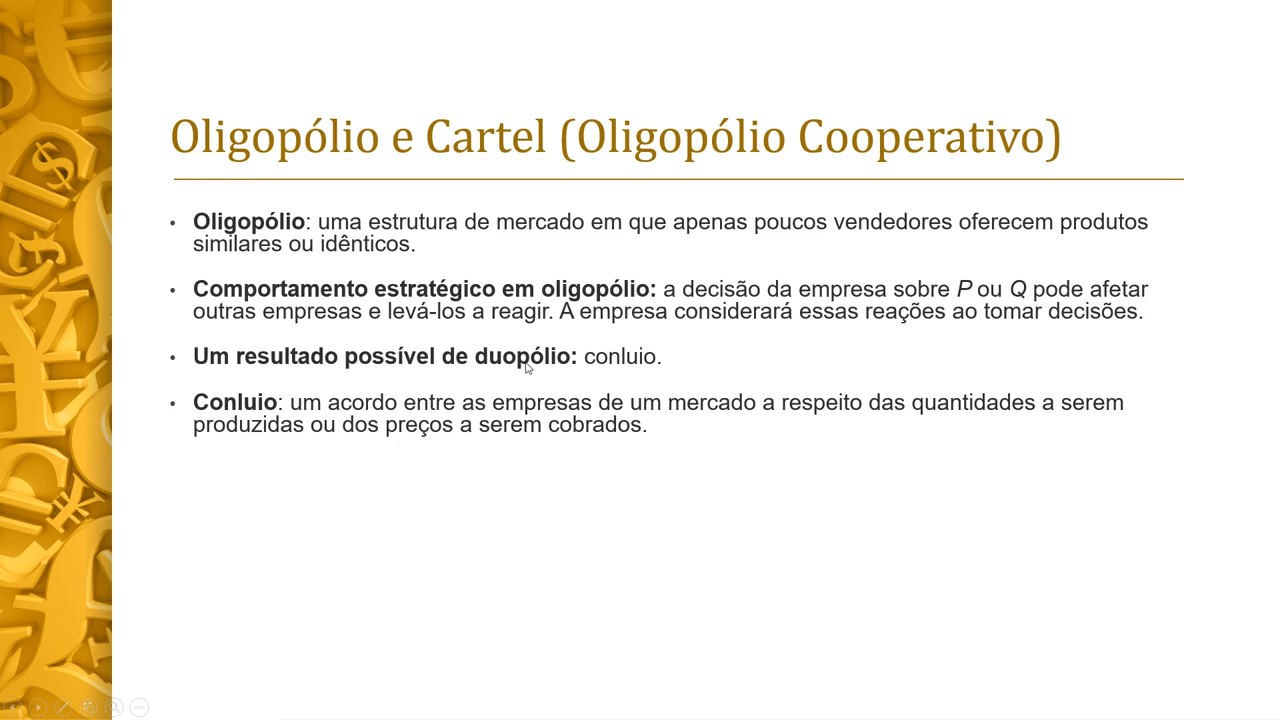 Oligopólio e Cartel (Oligopólio Cooperativo)
• Oligopólio: uma estrutura de mercado em que apenas poucos vendedores oferecem produtos
similares ou idênticos.
• Comportamento estratégico em oligopólio: a decisão da empresa sobre P ou Q pode afetar
outras empresas e levá-los a reagir. A empresa considerará essas reações ao tomar decisões.
• Um resultado possível de duopólio: conluio.
• Conluio: um acordo entre as empresas de um mercado a respeito das quantidades a serem
produzidas ou dos preços a serem cobrados.